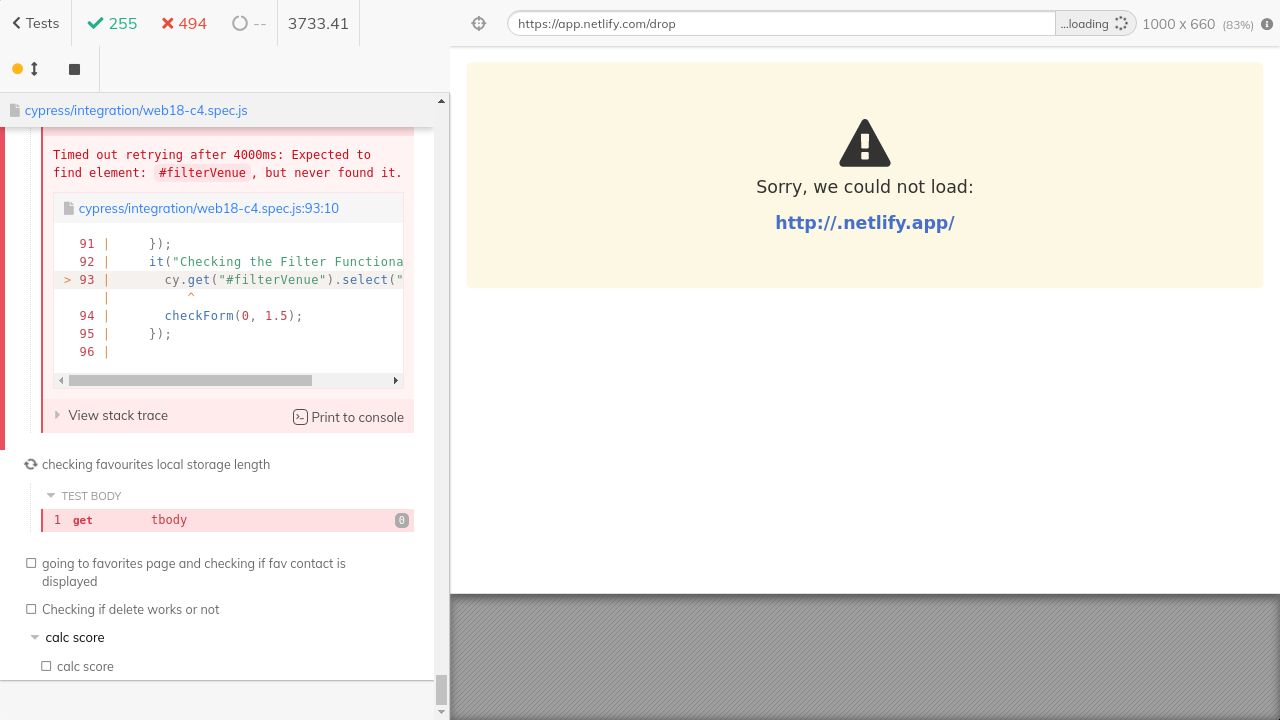 Tests
255
494
--
3733.41
https://app.netlify.com/drop
...loading
1000 x 660 (83%)
cypress/integration/web18-c4.spec.js
Timed out retrying after 4000ms: Expected to
find element: #filterVenue, but never found it.
cypress/integration/web18-c4.spec.js:93:10
91 | });
92 | it("Checking the Filter Functiona
> 93 | cy.get("#filterVenue").select("
| ^
94 | checkForm(0, 1.5);
95 | });
96 |
View stack trace
Print to console
checking favourites local storage length
TEST BODY
1 get tbody 0
going to favorites page and checking if fav contact is
displayed
Checking if delete works or not
calc score
calc score
Sorry, we could not load:
http://.netlify.app/